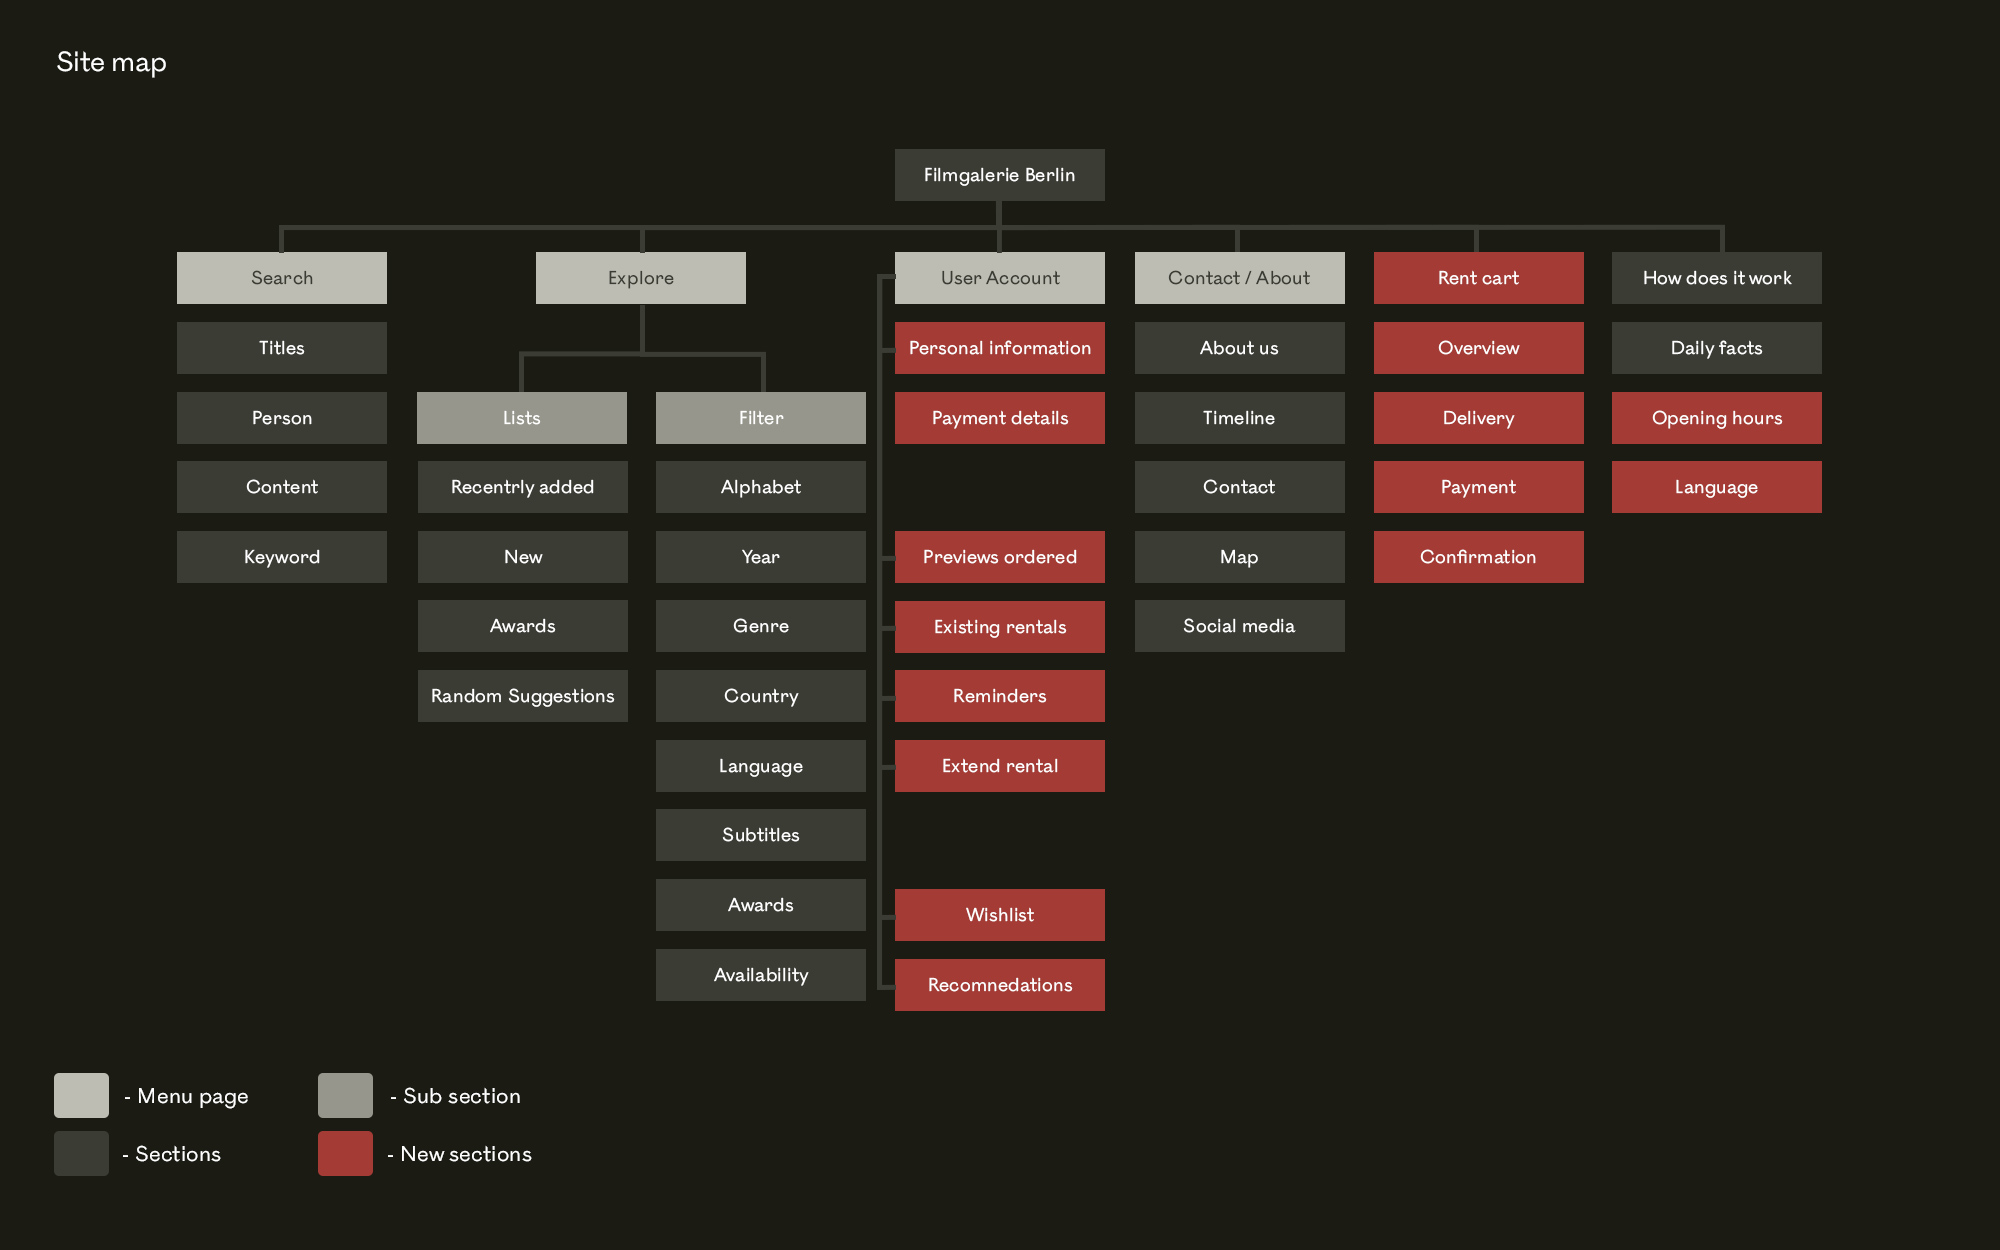 Site map
Filmgalerie Berlin
Search
Titles
Person
Content
Keyword
Explore
Lists
Recentrly added
New
Awards
Random Suggestions
Filter
Alphabet
Year
Genre
Country
Language
Subtitles
Awards
Availability
User Account
Personal information
Payment details
Previews ordered
Existing rentals
Reminders
Extend rental
Wishlist
Recomnedations
Contact / About
About us
Timeline
Contact
Map
Social media
Rent cart
Overview
Delivery
Payment
Confirmation
How does it work
Daily facts
Opening hours
Language
- Menu page
- Sub section
- Sections
- New sections